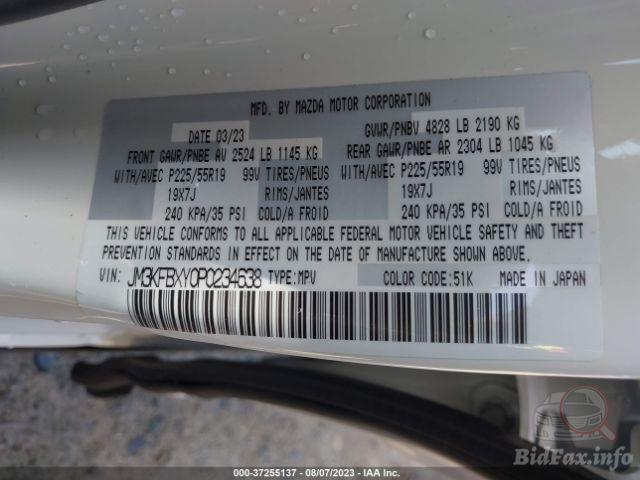 MFD. BY MAZDA MOTOR CORPORATION
DATE 03/23 GVWR/PNBV 4828 LB 2190 KG
FRONT GAWR/PNBE AV 2524 LB 1145 KG REAR GAWR/PNBE AR 2304 LB 1045 KG
WITH/AVEC P225/55R19 99V TIRES/PNEUS WITH/AVEC P225/55R19 99V TIRES/PNEUS
19X7J RIMS/JANTES 19X7J RIMS/JANTES
240 KPA/35 PSI COLD/A FROID 240 KPA/35 PSI COLD/A FROID
THIS VEHICLE CONFORMS TO ALL APPLICABLE FEDERAL MOTOR VEHICLE SAFETY AND THEFT
PREVENTION STANDARDS IN EFFECT ON THE DATE OF MANUFACTURE SHOWN ABOVE.
VIN: JM3KFBXY0P0234638 TYPE:MPV COLOR CODE:51K MADE IN JAPAN
BidFax.info
000-37255137 - 08/07/2023 - IAA Inc.